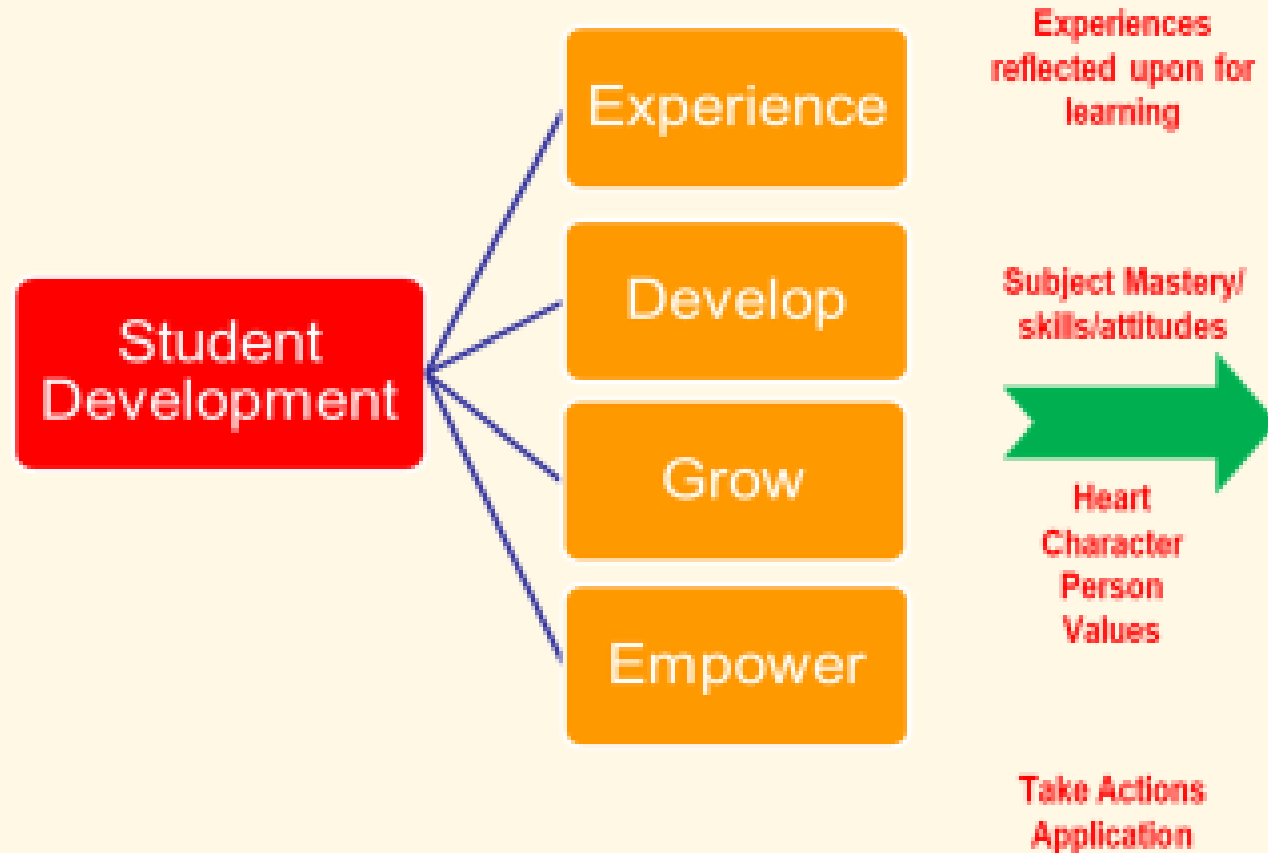 Student
Development
Experience
Develop
Grow
Empower
Experiences
reflected upon for
learning
Subject Mastery/
skills/attitudes
Heart
Character
Person
Values
Take Actions
Application